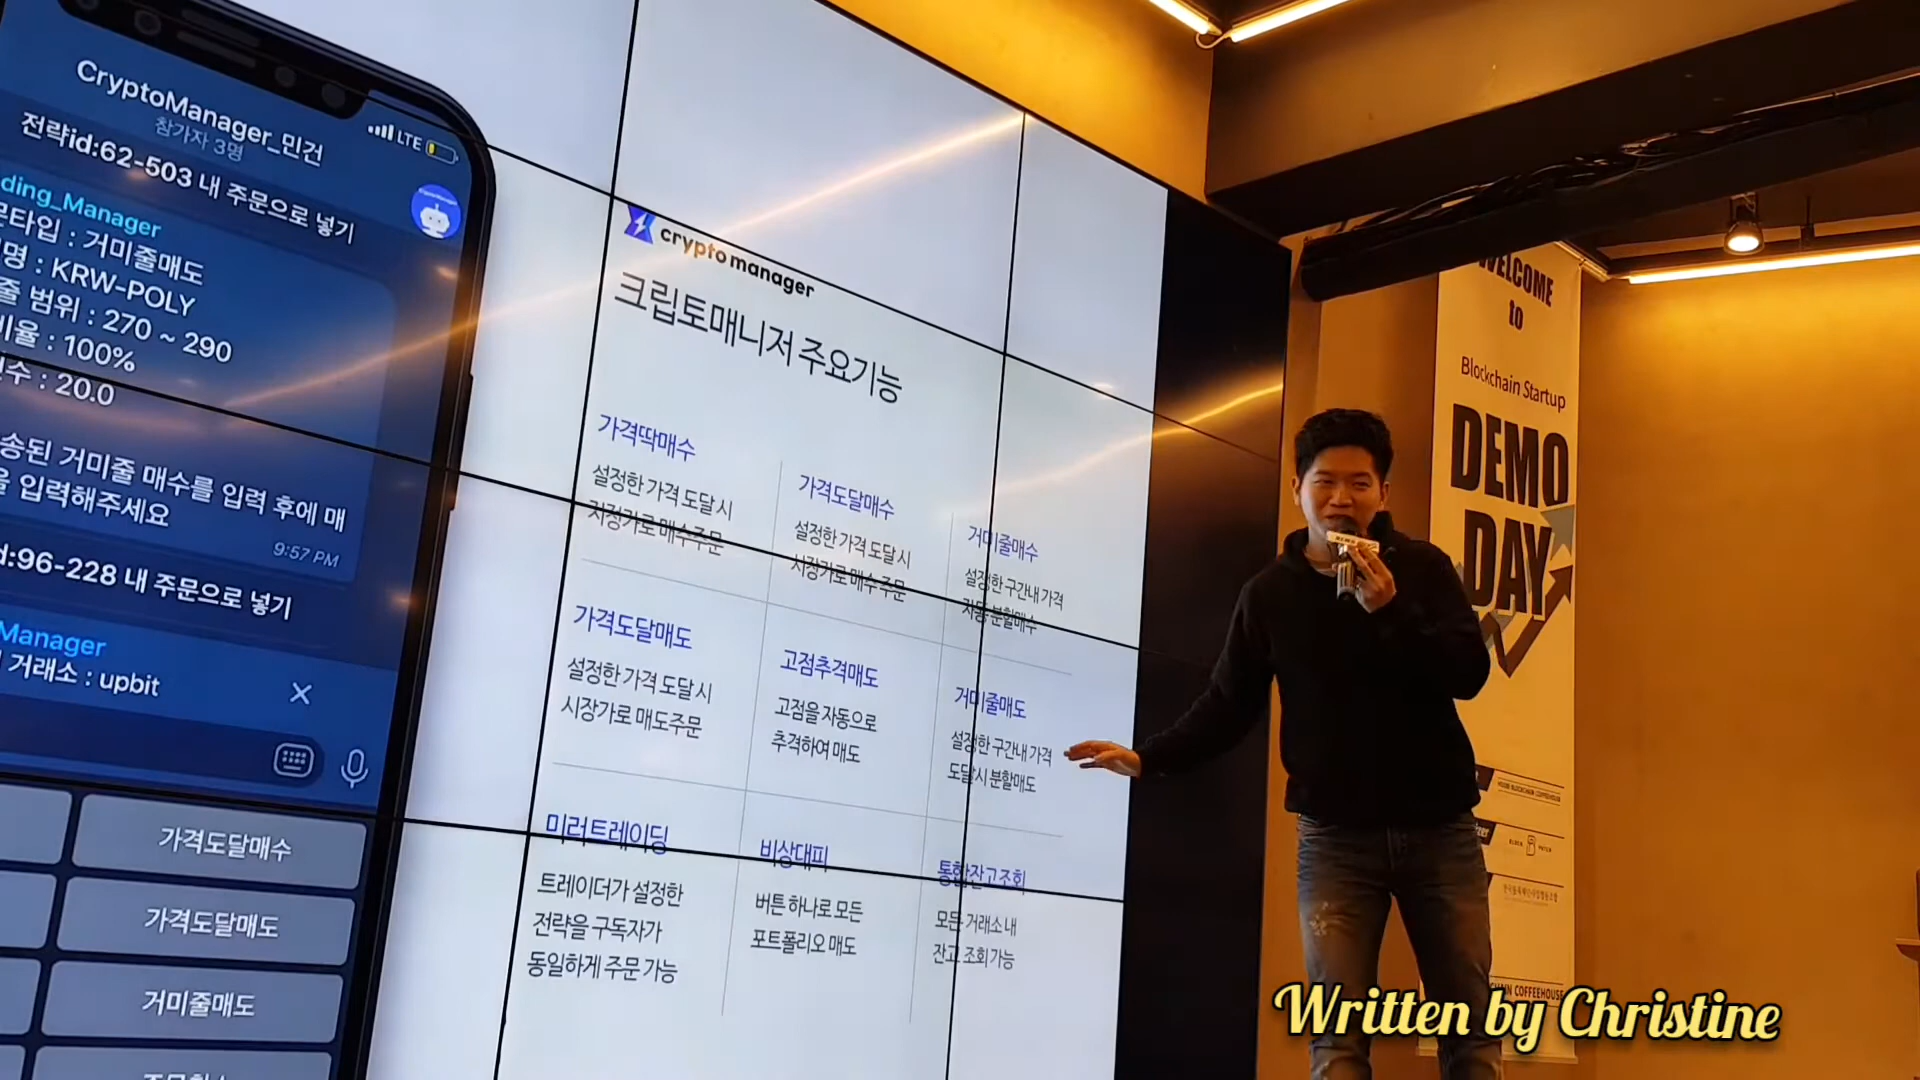 CryptoManager_민건
참가자 3명
LTE
전략id:62-503 내 주문으로 넣기
ding_Manager
타입 : 거미줄매도
명 : KRW-POLY
줄 범위 : 270 ~ 290
비율 : 100%
수 : 20.0
송된 거미줄 매수를 입력 후에 매
을 입력해주세요
9:57 PM
d:96-228 내 주문으로 넣기
Manager
거래소 : upbit
가격도달매수
가격도달매도
거미줄매도
crypto manager
크립토매니저 주요기능
가격딱매수
설정한 가격 도달 시
지정가로 매수주문
가격도달매수
설정한 가격 도달 시
시장가로 매수 주문
거미줄매수
설정한 구간내 가격
자동 분할매수
가격도달매도
설정한 가격 도달 시
시장가로 매도주문
고점추격매도
고점을 자동으로
추격하여 매도
거미줄매도
설정한 구간내 가격
도달시 분할매도
미러트레이딩
트레이더가 설정한
전략을 구독자가
동일하게 주문 가능
비상대피
버튼 하나로 모든
포트폴리오 매도
통합잔고조회
모든 거래소 내
잔고 조회 가능
WELCOME
to
Blockchain Startup
DEMO
DAY
CHAIN COFFEEHOUSE
Written by Christine